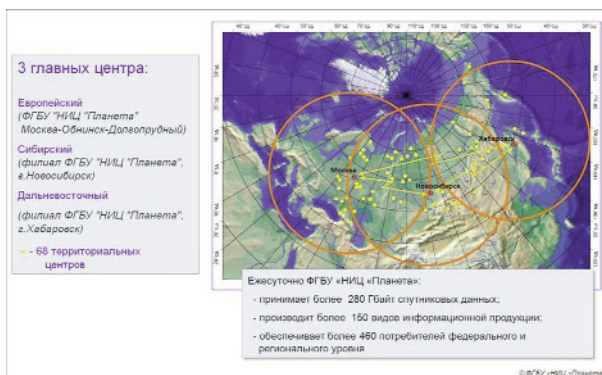 3 главных центра:
Европейский
(ФГБУ "НИЦ "Планета"
Москва-Обнинск-Долгопрудный)
Сибирский
(филиал ФГБУ "НИЦ "Планета",
г.Новосибирск)
Дальневосточный
(филиал ФГБУ "НИЦ "Планета",
г.Хабаровск)
- 68 территориальных
центров
Москва
Новосибирск
Хабаровск
Ежесуточно ФГБУ «НИЦ «Планета»:
- принимает более 280 Гбайт спутниковых данных;
- производит более 150 видов информационной продукции;
- обеспечивает более 460 потребителей федерального и
регионального уровня
© ФГБУ «НИЦ «Планета»